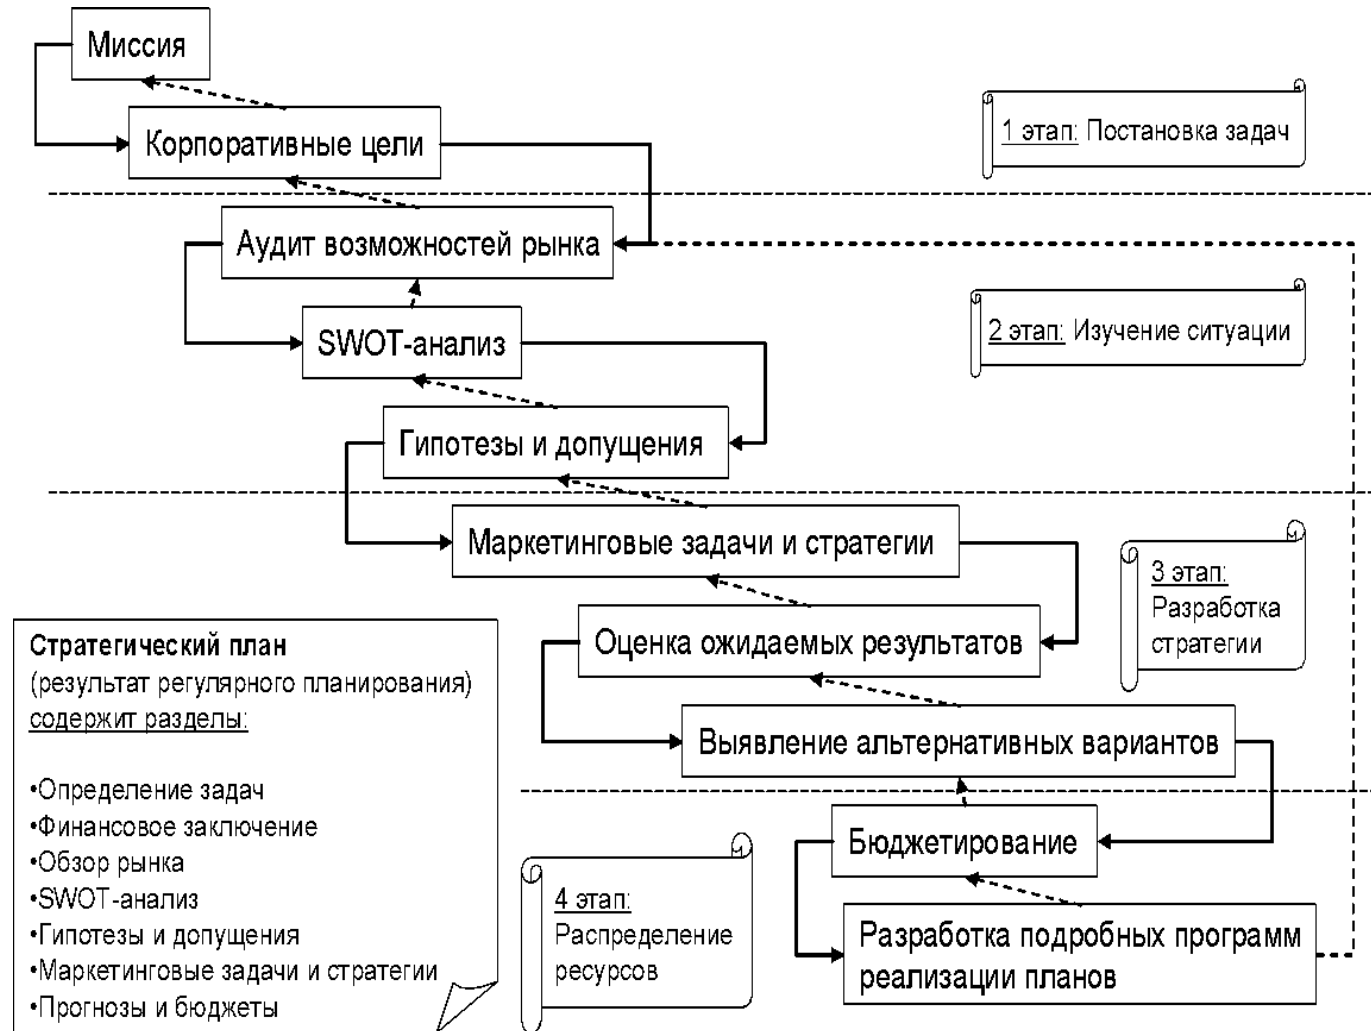 Миссия
Корпоративные цели
1 этап: Постановка задач
Аудит возможностей рынка
SWOT-анализ
2 этап: Изучение ситуации
Гипотезы и допущения
Маркетинговые задачи и стратегии
3 этап:
Разработка
стратегии
Оценка ожидаемых результатов
Выявление альтернативных вариантов
Бюджетирование
4 этап:
Распределение
ресурсов
Разработка подробных программ
реализации планов
Стратегический план
(результат регулярного планирования)
содержит разделы:
•Определение задач
•Финансовое заключение
•Обзор рынка
•SWOT-анализ
•Гипотезы и допущения
•Маркетинговые задачи и стратегии
•Прогнозы и бюджеты